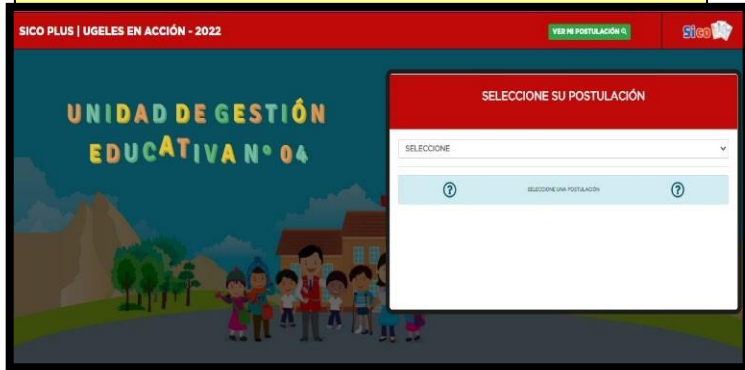 SICO PLUS | UGELES EN ACCIÓN - 2022
VER MI POSTULACIÓN
Sico
UNIDAD DE GESTIÓN
EDUCATIVA N° 04
SELECCIONE SU POSTULACIÓN
SELECCIONE
? SELECCIONE UNA POSTULACIÓN ?